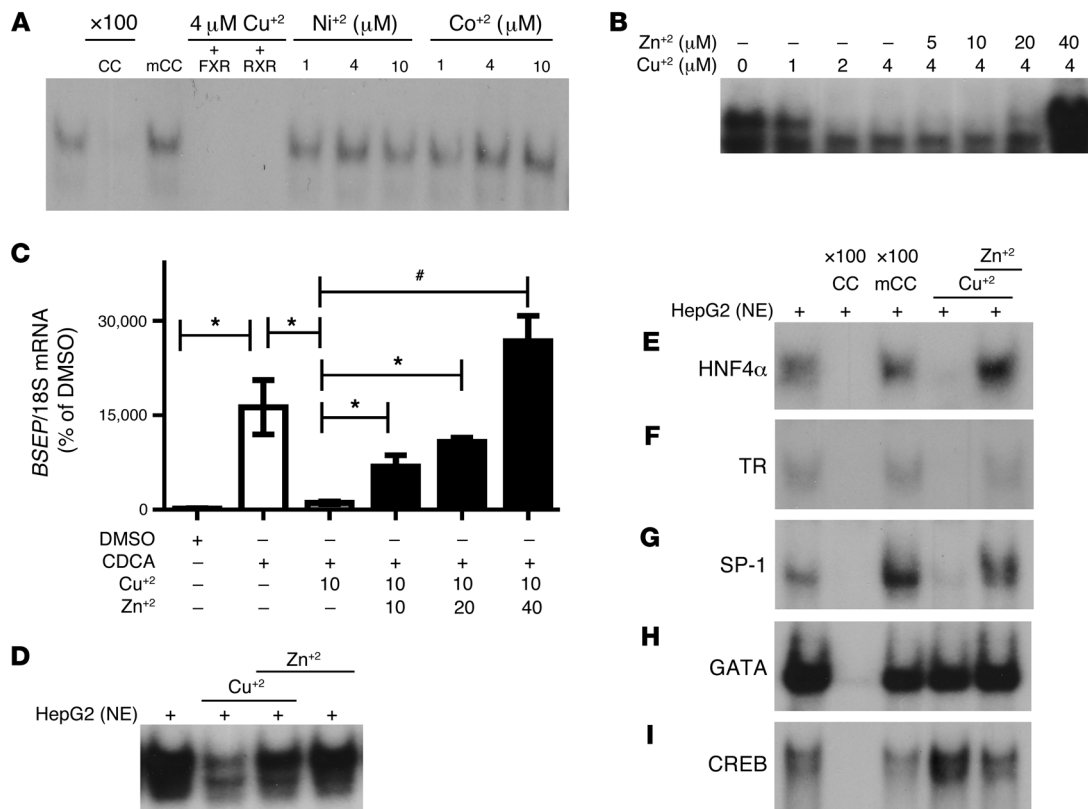 A
×100
4 μM Cu+2
Ni+2 (μM)
Co+2 (μM)
CC
mCC
+
FXR
+
RXR
1
4
10
1
4
10
B
Zn+2 (μM) – – – – 5 10 20 40
Cu+2 (μM) 0 1 2 4 4 4 4 4
C
BSEP/18S mRNA
(% of DMSO)
30,000
15,000
0
#
*
*
*
*
DMSO + – – – – –
CDCA – + + + + +
Cu+2 – – 10 10 10 10
Zn+2 – – – 10 20 40
D
Zn+2
Cu+2
HepG2 (NE) + + + +
×100
CC
×100
mCC
Zn+2
Cu+2
HepG2 (NE) + + + + +
E
HNF4α
F
TR
G
SP-1
H
GATA
I
CREB